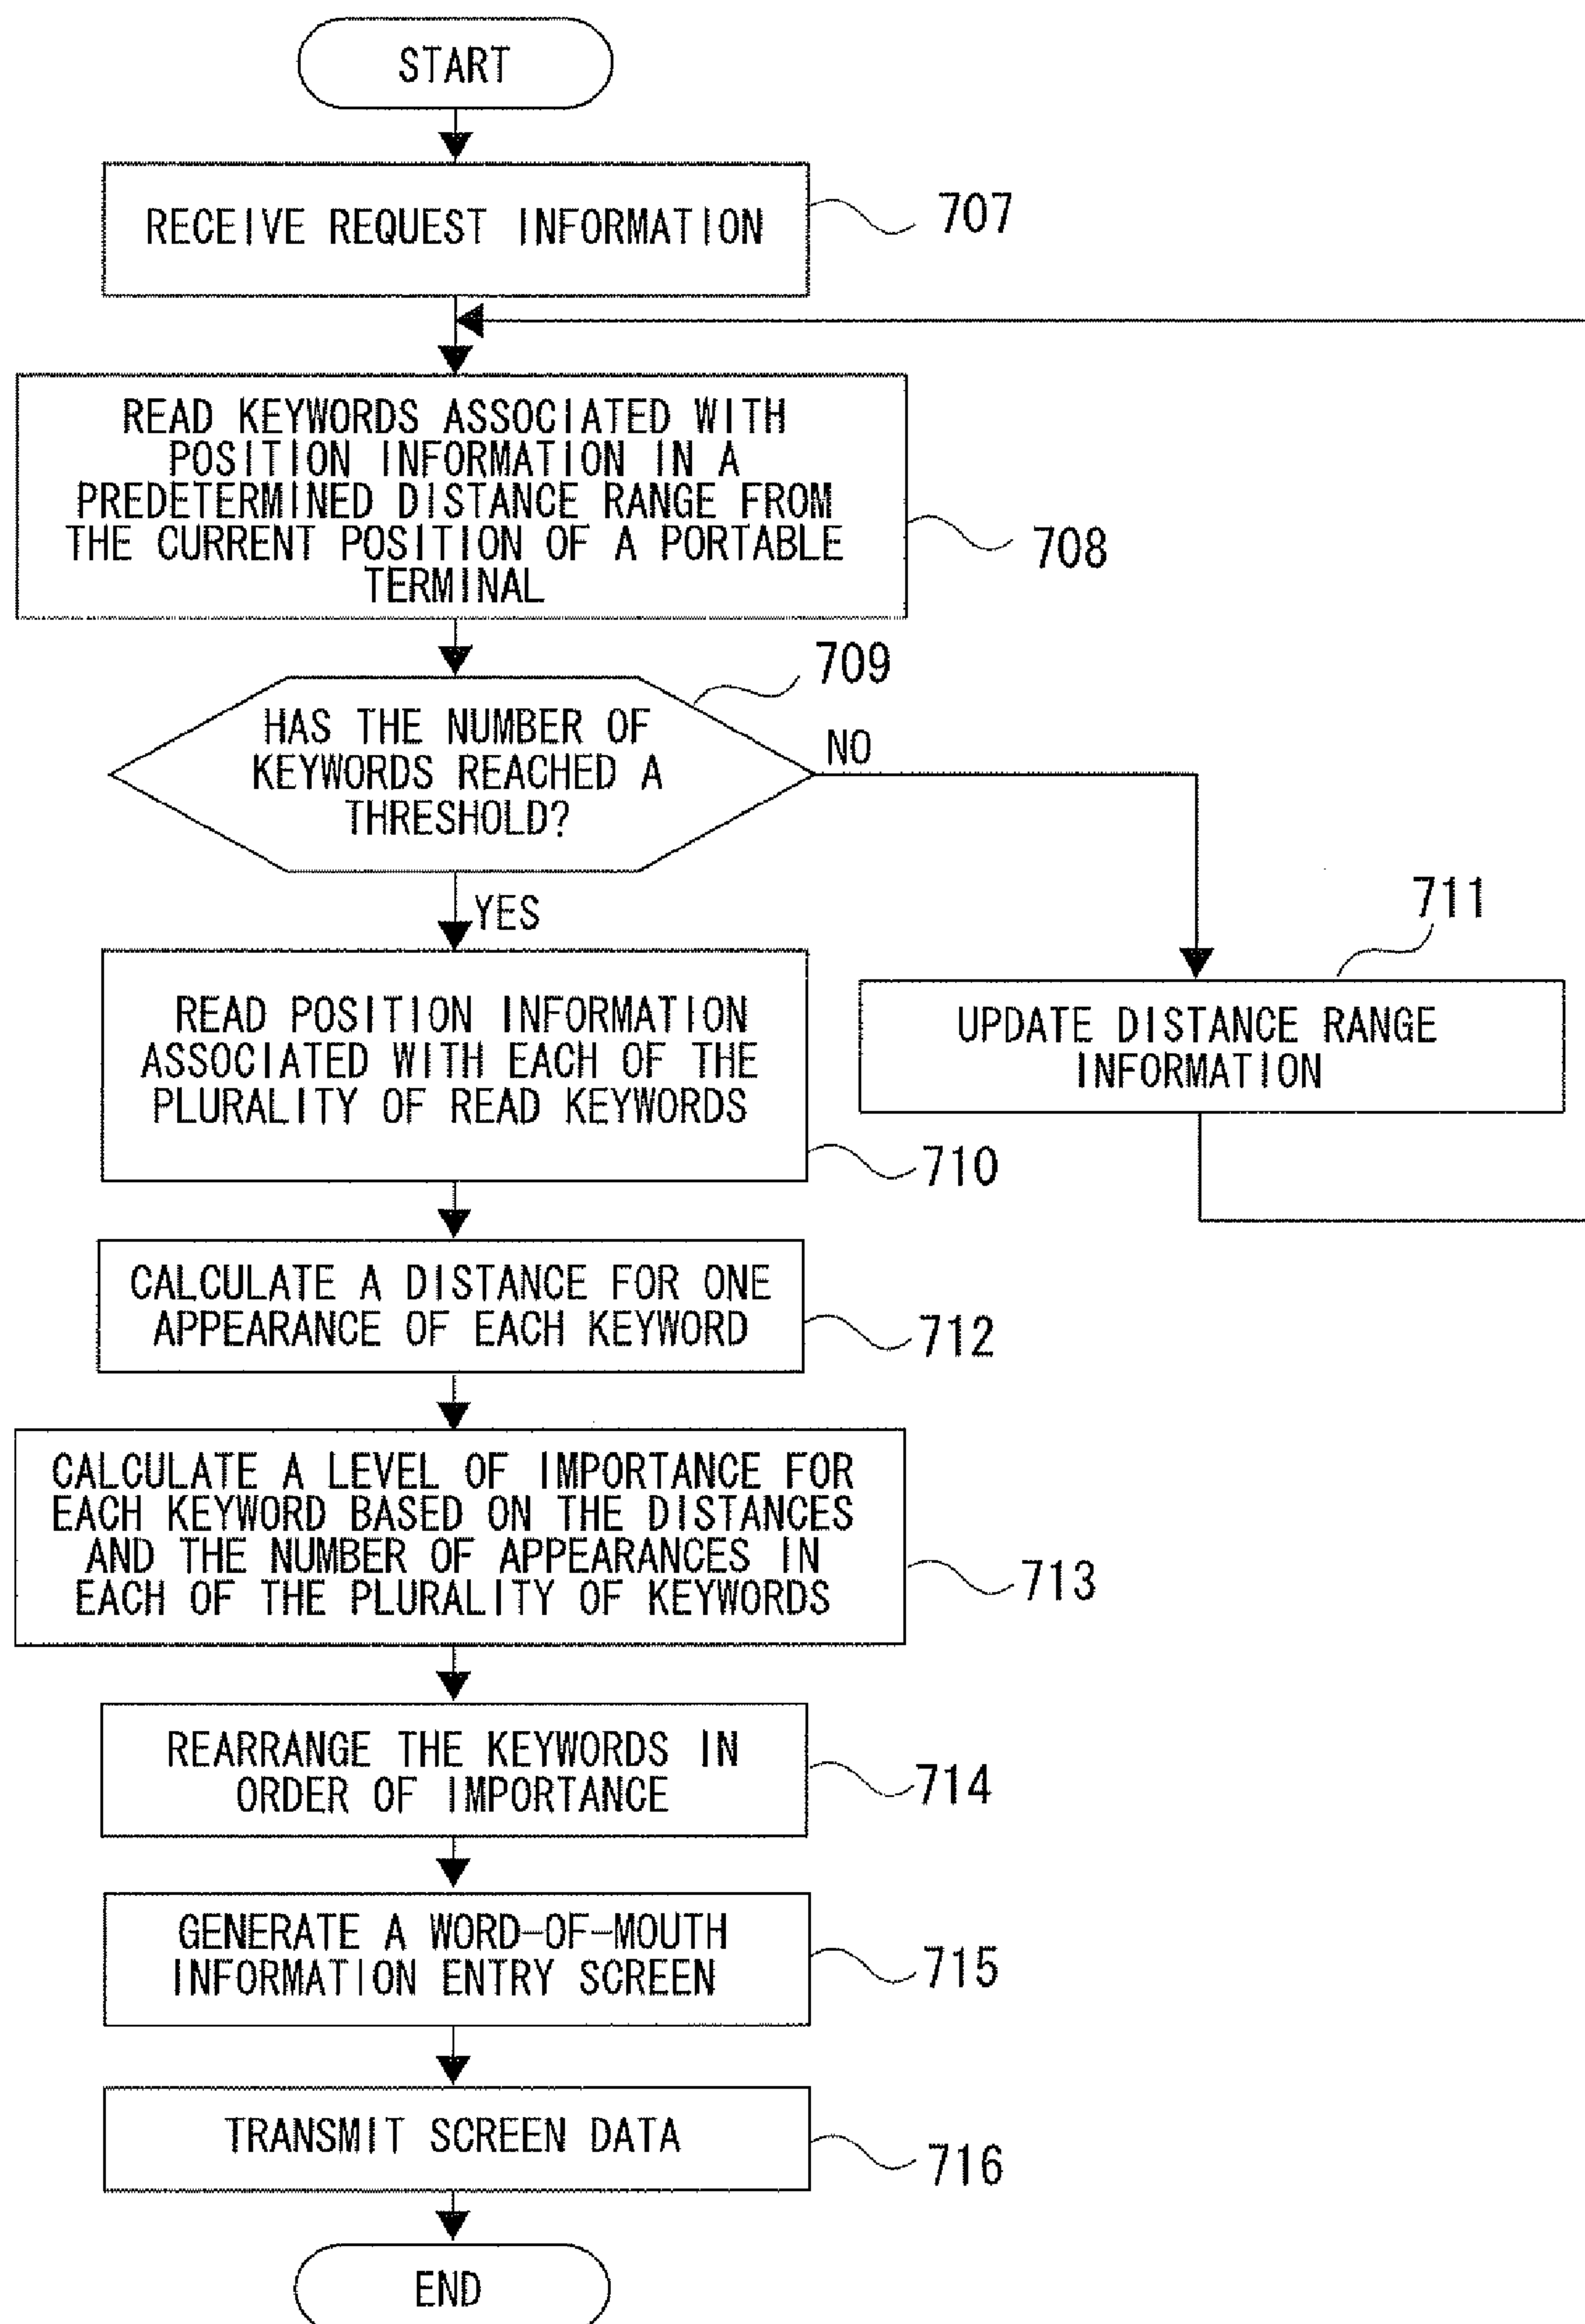 START
RECEIVE REQUEST INFORMATION
707
READ KEYWORDS ASSOCIATED WITH
POSITION INFORMATION IN A
PREDETERMINED DISTANCE RANGE FROM
THE CURRENT POSITION OF A PORTABLE
TERMINAL
708
709
HAS THE NUMBER OF
KEYWORDS REACHED A
THRESHOLD?
NO
YES
711
UPDATE DISTANCE RANGE
INFORMATION
READ POSITION INFORMATION
ASSOCIATED WITH EACH OF THE
PLURALITY OF READ KEYWORDS
710
CALCULATE A DISTANCE FOR ONE
APPEARANCE OF EACH KEYWORD
712
CALCULATE A LEVEL OF IMPORTANCE FOR
EACH KEYWORD BASED ON THE DISTANCES
AND THE NUMBER OF APPEARANCES IN
EACH OF THE PLURALITY OF KEYWORDS
713
REARRANGE THE KEYWORDS IN
ORDER OF IMPORTANCE
714
GENERATE A WORD-OF-MOUTH
INFORMATION ENTRY SCREEN
715
TRANSMIT SCREEN DATA
716
END